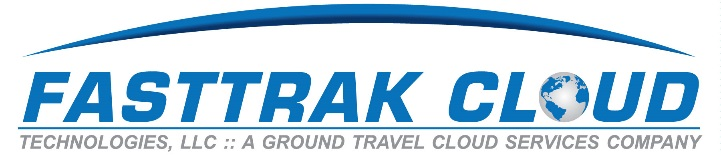 FASTTRAK CLOUD
TECHNOLOGIES, LLC :: A GROUND TRAVEL CLOUD SERVICES COMPANY